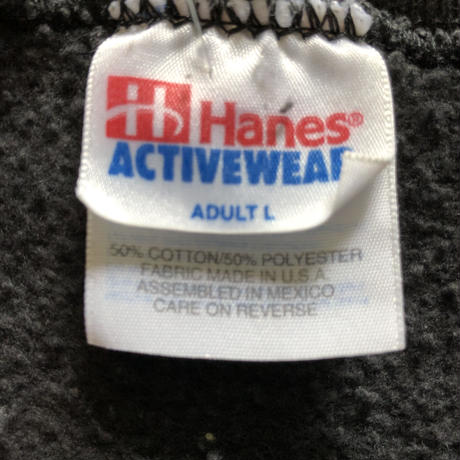 Hanes®
ACTIVEWEAR
ADULT L
50% COTTON/50% POLYESTER
FABRIC MADE IN U.S.A.
ASSEMBLED IN MEXICO
CARE ON REVERSE